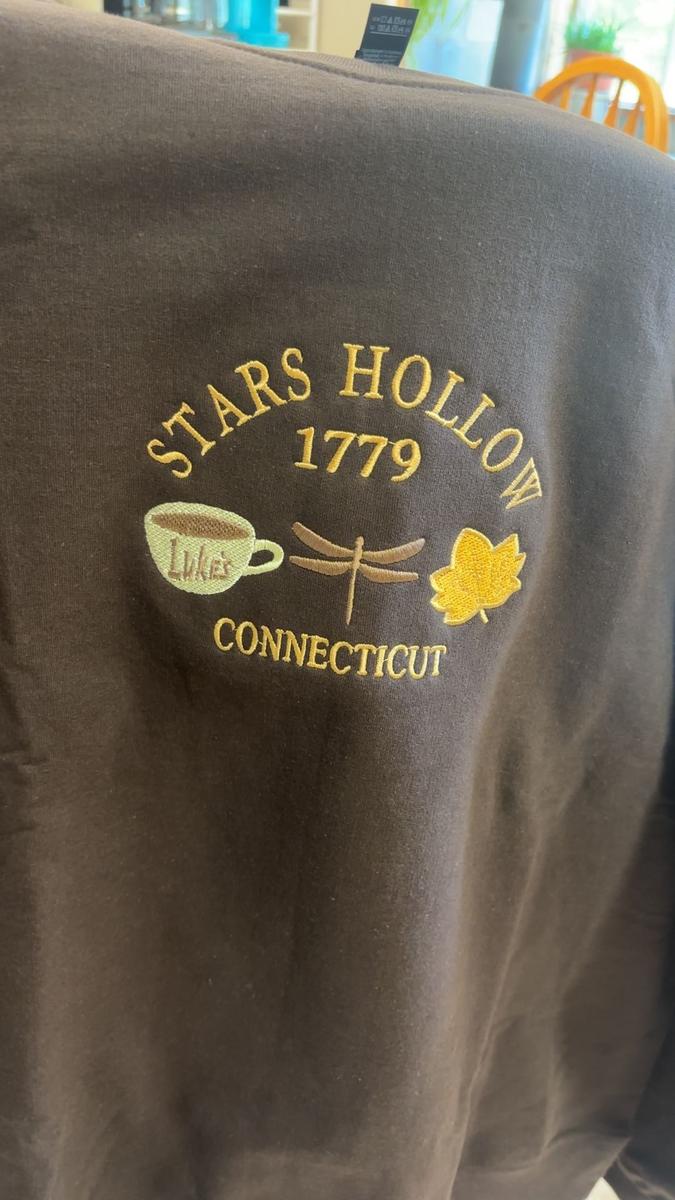 STARS HOLLOW
1779
LUKE'S
CONNECTICUT